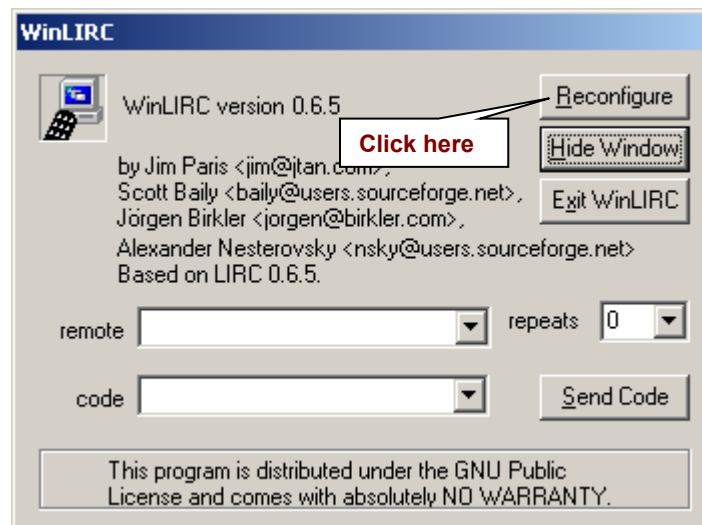 WinLIRC
WinLIRC version 0.6.5
Reconfigure
Click here
Hide Window
by Jim Paris <jim@jtan.com>,
Scott Baily <baily@users.sourceforge.net>,
Exit WinLIRC
Jörgen Birkler <jorgen@birkler.com>,
Alexander Nesterovsky <nsky@users.sourceforge.net>
Based on LIRC 0.6.5.
remote
repeats 0
code
Send Code
This program is distributed under the GNU Public
License and comes with absolutely NO WARRANTY.